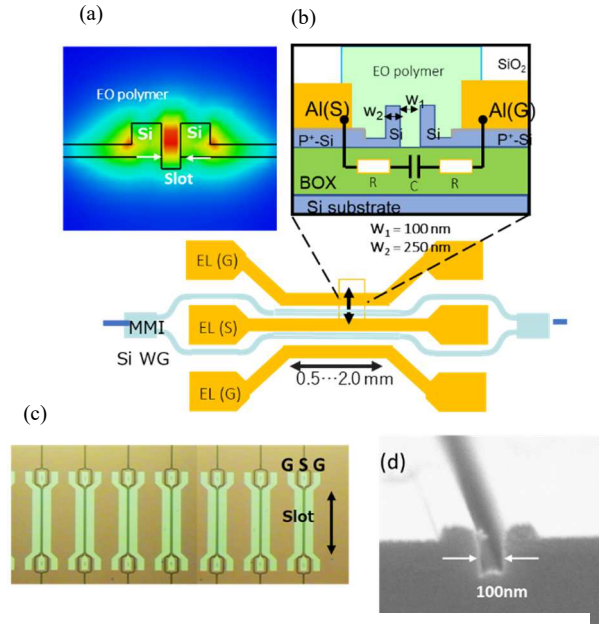 (a)
EO polymer
Si
Si
Slot
(b)
SiO₂
EO polymer
W₁
W₂
Al(S)
Al(G)
Si
Si
P⁺-Si
P⁺-Si
R
C
R
BOX
Si substrate
W₁ = 100 nm
W₂ = 250 nm
EL (G)
EL (S)
MMI
Si WG
EL (G)
0.5⋯2.0 mm
(c)
G S G
Slot
(d)
100nm